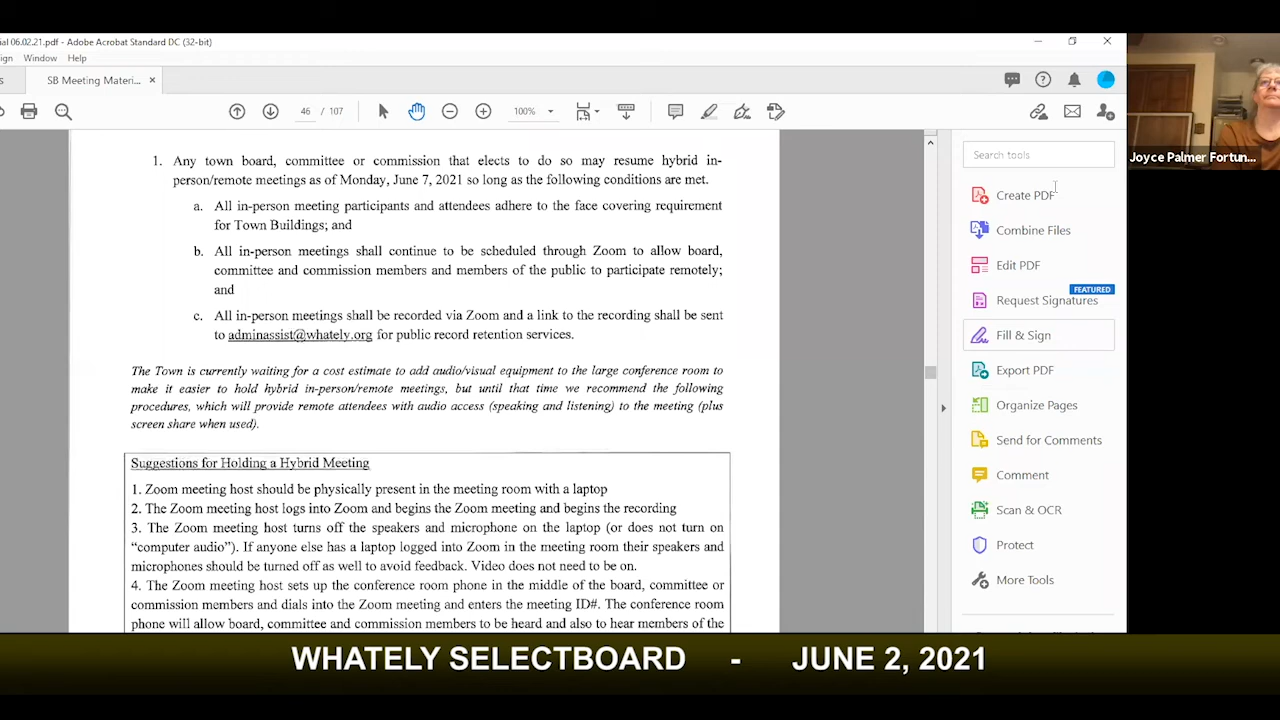 ial 06.02.21.pdf - Adobe Acrobat Standard DC (32-bit)
ign Window Help
s SB Meeting Materi... ×
46 / 107 100%
Joyce Palmer Fortun...
1. Any town board, committee or commission that elects to do so may resume hybrid in-
person/remote meetings as of Monday, June 7, 2021 so long as the following conditions are met.
a. All in-person meeting participants and attendees adhere to the face covering requirement
for Town Buildings; and
b. All in-person meetings shall continue to be scheduled through Zoom to allow board,
committee and commission members and members of the public to participate remotely;
and
c. All in-person meetings shall be recorded via Zoom and a link to the recording shall be sent
to adminassist@whately.org for public record retention services.
The Town is currently waiting for a cost estimate to add audio/visual equipment to the large conference room to
make it easier to hold hybrid in-person/remote meetings, but until that time we recommend the following
procedures, which will provide remote attendees with audio access (speaking and listening) to the meeting (plus
screen share when used).
Suggestions for Holding a Hybrid Meeting
1. Zoom meeting host should be physically present in the meeting room with a laptop
2. The Zoom meeting host logs into Zoom and begins the Zoom meeting and begins the recording
3. The Zoom meeting host turns off the speakers and microphone on the laptop (or does not turn on
“computer audio”). If anyone else has a laptop logged into Zoom in the meeting room their speakers and
microphones should be turned off as well to avoid feedback. Video does not need to be on.
4. The Zoom meeting host sets up the conference room phone in the middle of the board, committee or
commission members and dials into the Zoom meeting and enters the meeting ID#. The conference room
phone will allow board, committee and commission members to be heard and also to hear members of the
Search tools
Create PDF
Combine Files
Edit PDF
FEATURED
Request Signatures
Fill & Sign
Export PDF
Organize Pages
Send for Comments
Comment
Scan & OCR
Protect
More Tools
WHATELY SELECTBOARD - JUNE 2, 2021